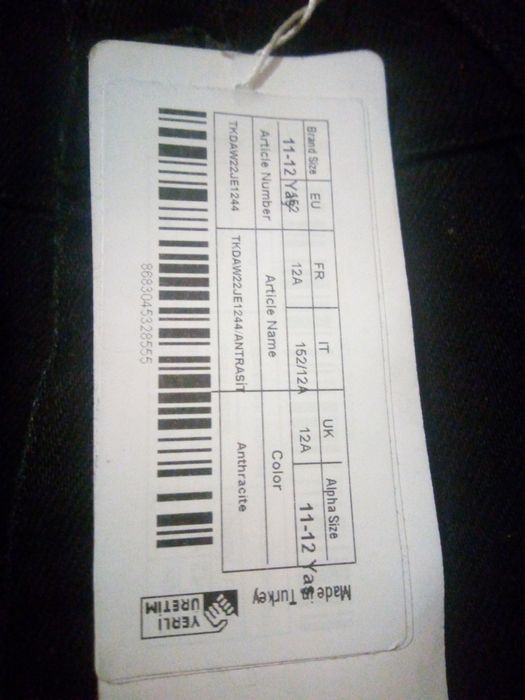 Brand Size EU FR IT UK Alpha Size
11-12 Yaş 152 12A 152/12A 12A 11-12 Yaş
Article Number Article Name Color
TKDAW22JE1244 TKDAW22JE1244/ANTRASİT Anthracite
8683045328555
Made in Turkey
YERLİ
ÜRETİM